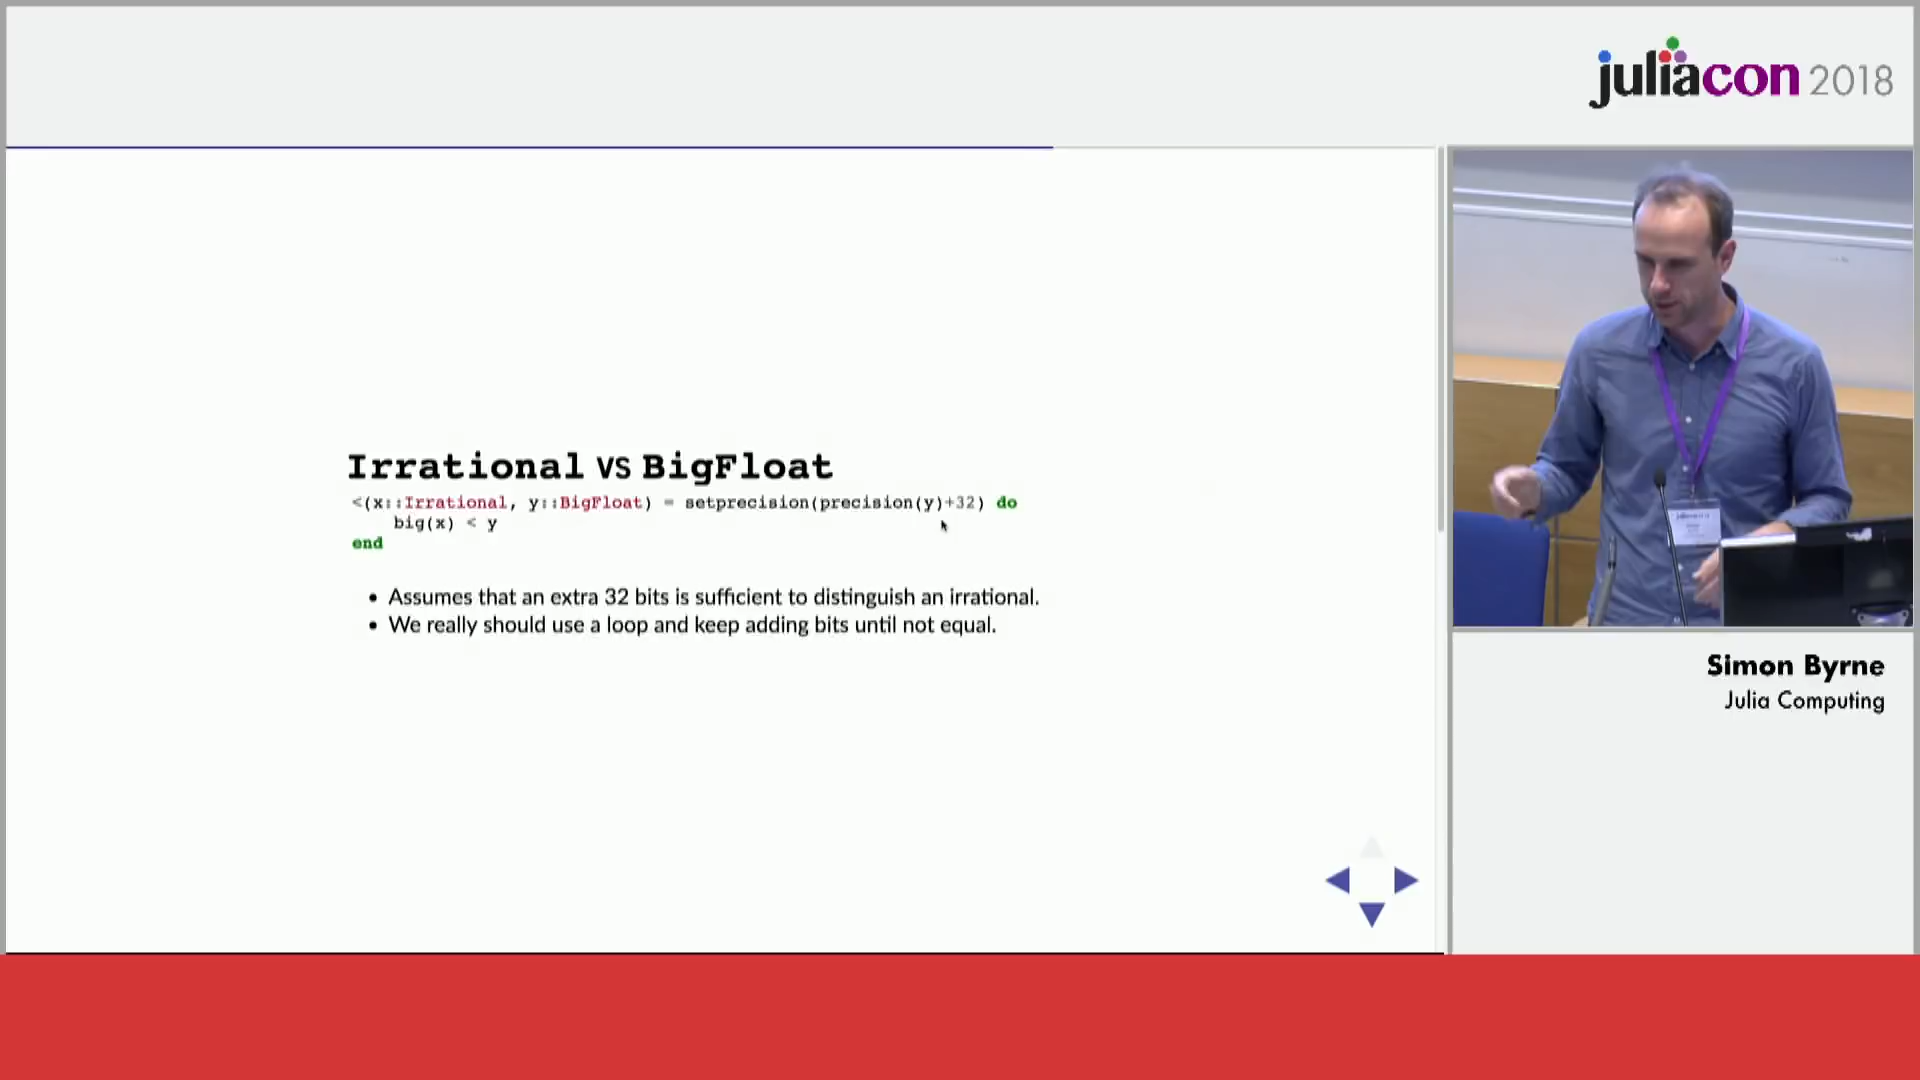 juliacon 2018
Irrational VS BigFloat
<(x::Irrational, y::BigFloat) = setprecision(precision(y)+32) do
big(x) < y
end
• Assumes that an extra 32 bits is sufficient to distinguish an irrational.
• We really should use a loop and keep adding bits until not equal.
Simon Byrne
Julia Computing